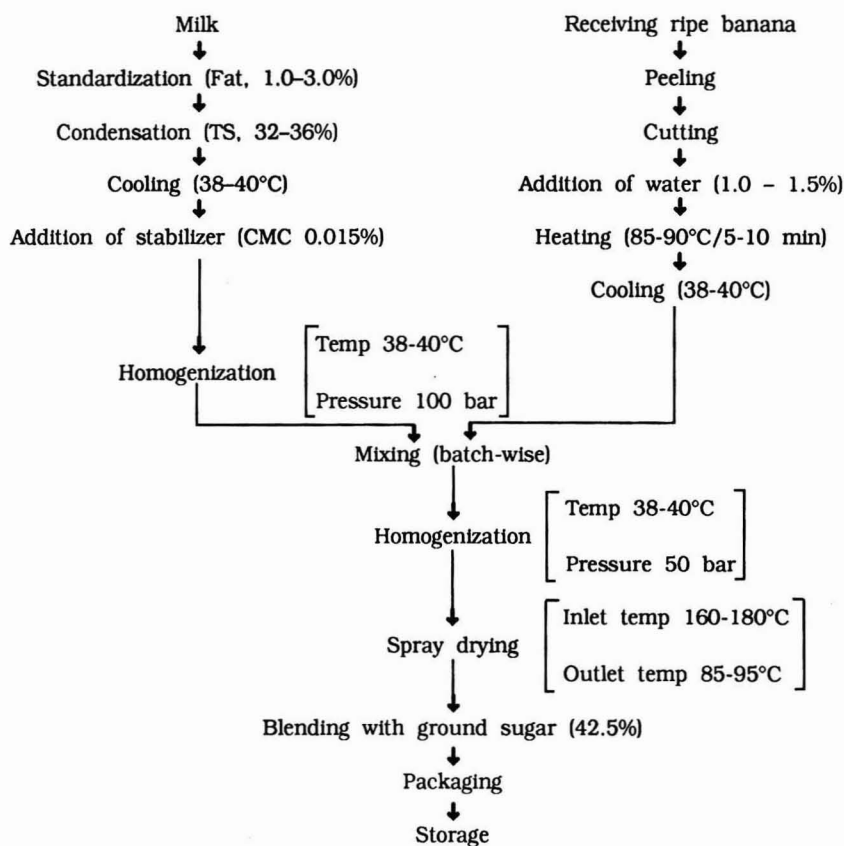 Milk
Standardization (Fat, 1.0–3.0%)
Condensation (TS, 32–36%)
Cooling (38–40°C)
Addition of stabilizer (CMC 0.015%)
Homogenization
Temp 38-40°C
Pressure 100 bar
Receiving ripe banana
Peeling
Cutting
Addition of water (1.0 – 1.5%)
Heating (85-90°C/5-10 min)
Cooling (38-40°C)
Mixing (batch-wise)
Homogenization
Temp 38-40°C
Pressure 50 bar
Spray drying
Inlet temp 160-180°C
Outlet temp 85-95°C
Blending with ground sugar (42.5%)
Packaging
Storage